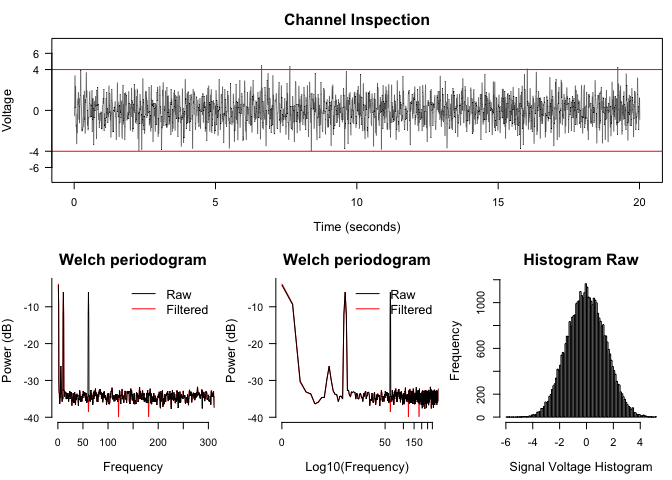 Channel Inspection
Voltage
6
4
0
-4
-6
0 5 10 15 20
Time (seconds)
Welch periodogram
Power (dB)
-10
-20
-30
-40
Raw
Filtered
0 50 150 200 300
Frequency
Welch periodogram
Power (dB)
-10
-20
-30
-40
Raw
Filtered
0 50 150
Log10(Frequency)
Histogram Raw
Frequency
1000
600
200
0
-6 -4 -2 0 2 4
Signal Voltage Histogram